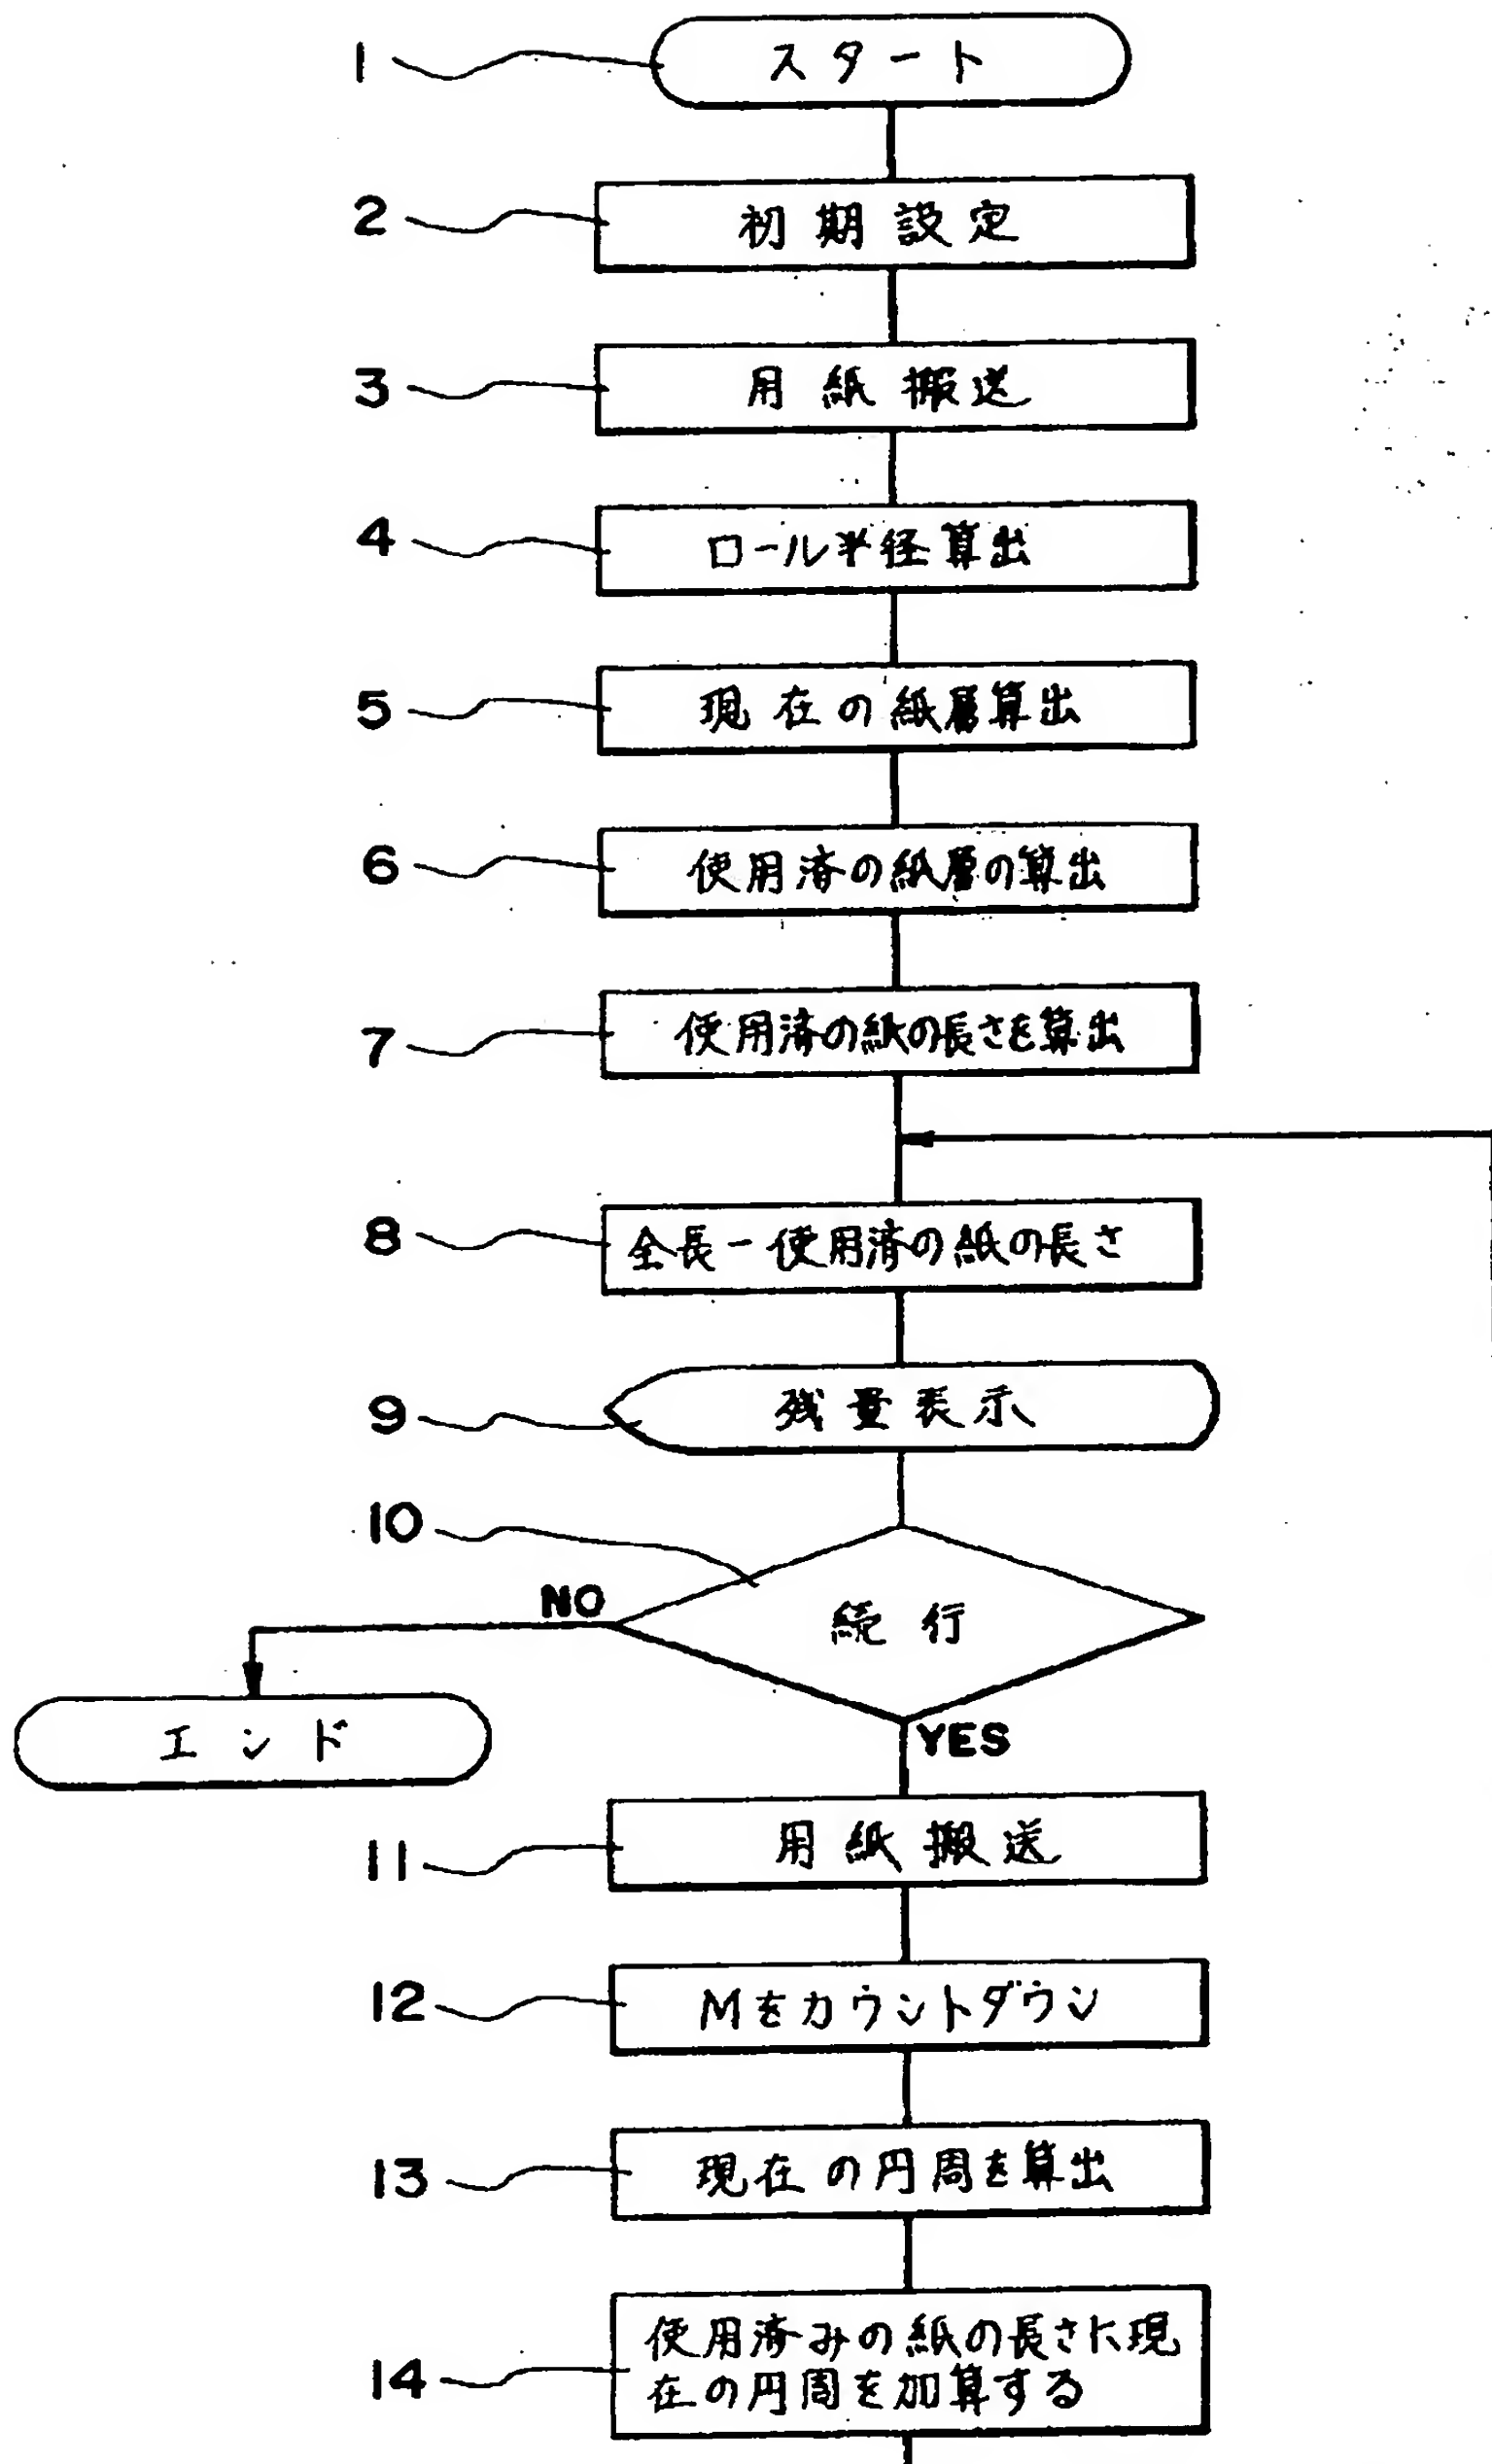 1 スタート
2 初期設定
3 用紙搬送
4 ロール半径算出
5 現在の紙層算出
6 使用済の紙層の算出
7 使用済の紙の長さを算出
8 全長-使用済の紙の長さ
9 残量表示
10
NO 続行
YES
エンド
11 用紙搬送
12 Mをカウントダウン
13 現在の円周を算出
使用済みの紙の長さに現
14 在の円周を加算する